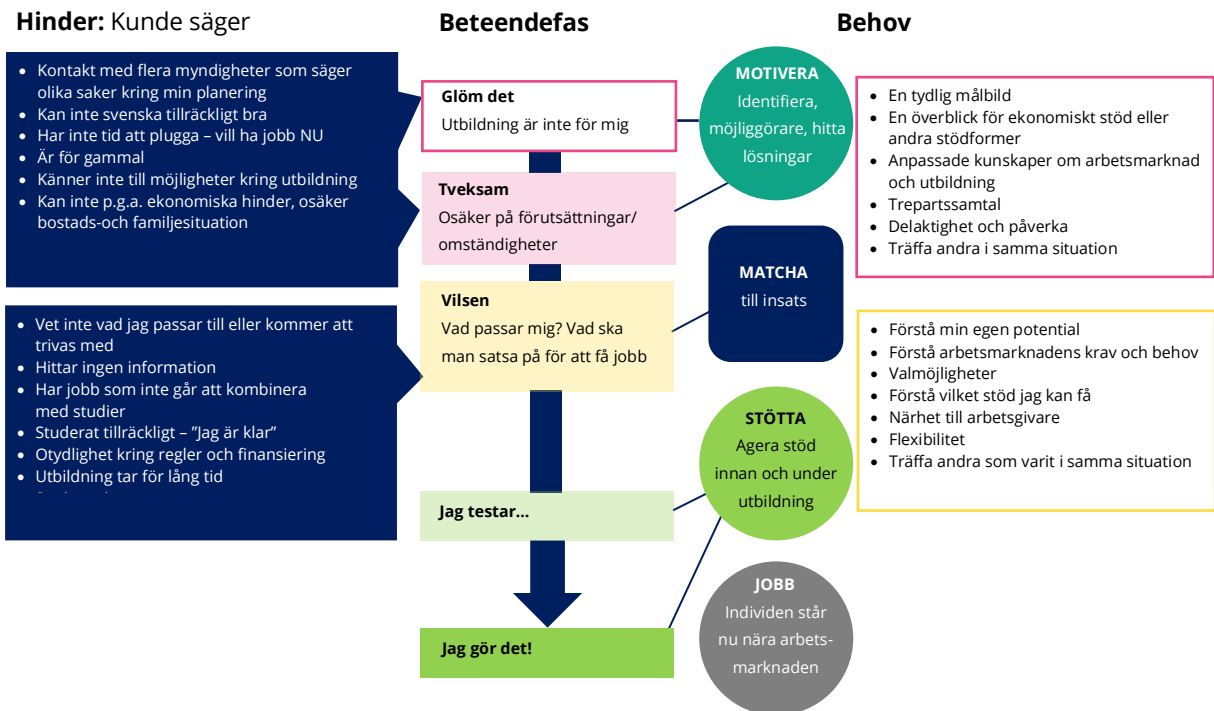 Hinder: Kunde säger
Beteendefas
Behov
• Kontakt med flera myndigheter som säger
olika saker kring min planering
• Kan inte svenska tillräckligt bra
• Har inte tid att plugga – vill ha jobb NU
• Är för gammal
• Känner inte till möjligheter kring utbildning
• Kan inte p.g.a. ekonomiska hinder, osäker
bostads-och familjesituation
• Vet inte vad jag passar till eller kommer att
trivas med
• Hittar ingen information
• Har jobb som inte går att kombinera
med studier
• Studerat tillräckligt – ”Jag är klar”
• Otydlighet kring regler och finansiering
• Utbildning tar för lång tid
Glöm det
Utbildning är inte för mig
Tveksam
Osäker på förutsättningar/
omständigheter
Vilsen
Vad passar mig? Vad ska
man satsa på för att få jobb
Jag testar…
Jag gör det!
MOTIVERA
Identifiera,
möjliggörare, hitta
lösningar
MATCHA
till insats
STÖTTA
Agera stöd
innan och under
utbildning
JOBB
Individen står
nu nära arbets-
marknaden
• En tydlig målbild
• En överblick för ekonomiskt stöd eller
andra stödformer
• Anpassade kunskaper om arbetsmarknad
och utbildning
• Trepartssamtal
• Delaktighet och påverka
• Träffa andra i samma situation
• Förstå min egen potential
• Förstå arbetsmarknadens krav och behov
• Valmöjligheter
• Förstå vilket stöd jag kan få
• Närhet till arbetsgivare
• Flexibilitet
• Träffa andra som varit i samma situation